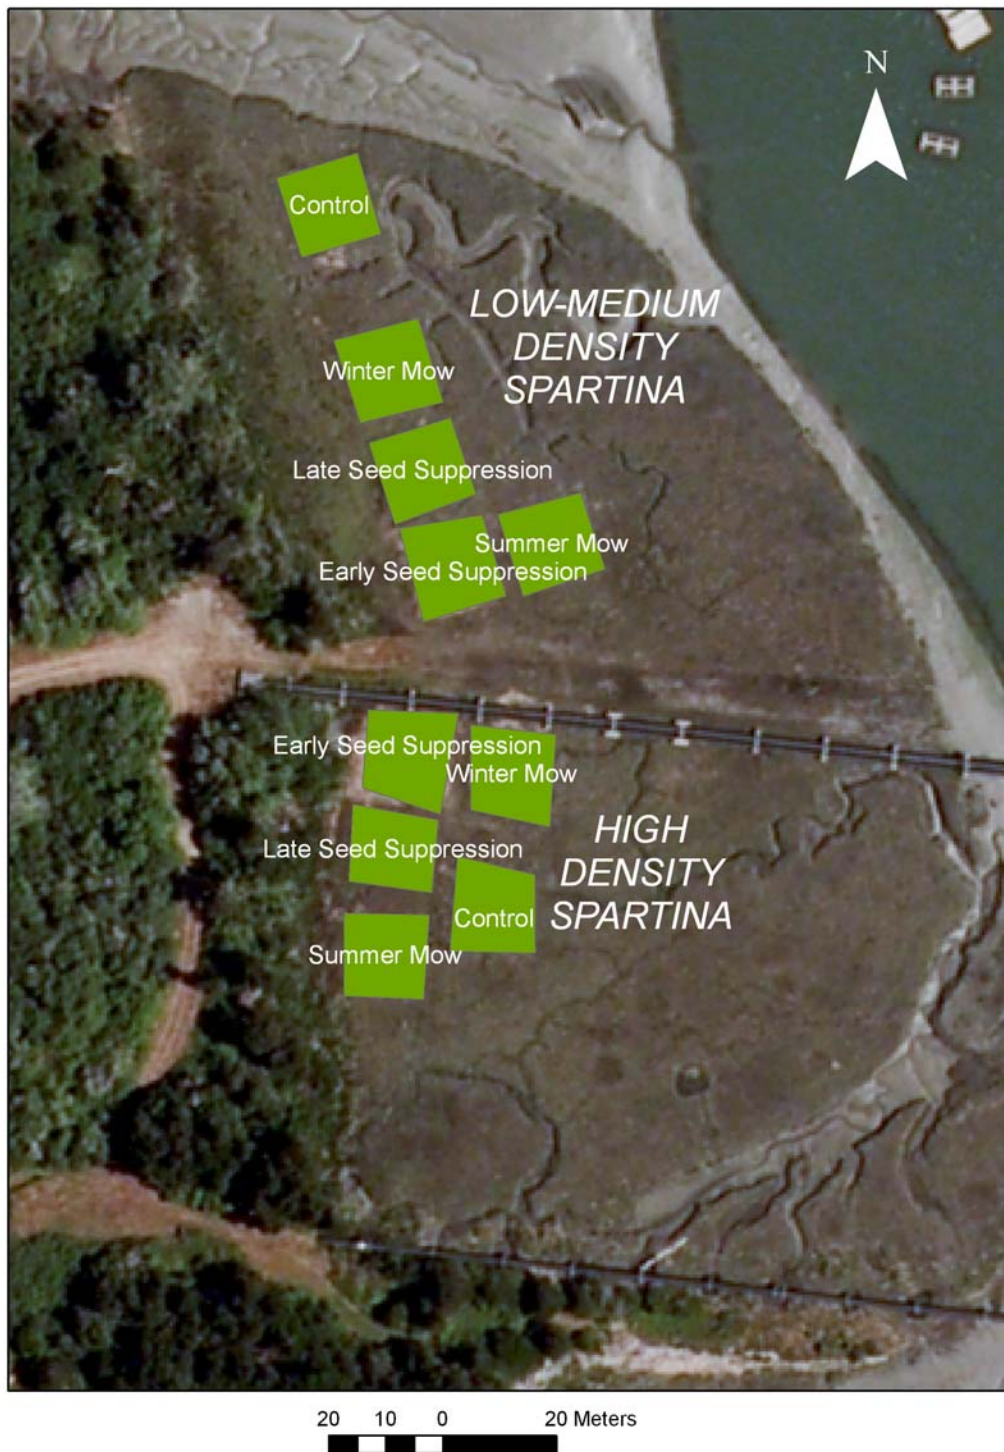 N
Control
LOW-MEDIUM
DENSITY
SPARTINA
Winter Mow
Late Seed Suppression
Summer Mow
Early Seed Suppression
Early Seed Suppression
Winter Mow
HIGH
DENSITY
SPARTINA
Late Seed Suppression
Control
Summer Mow
20 10 0 20 Meters